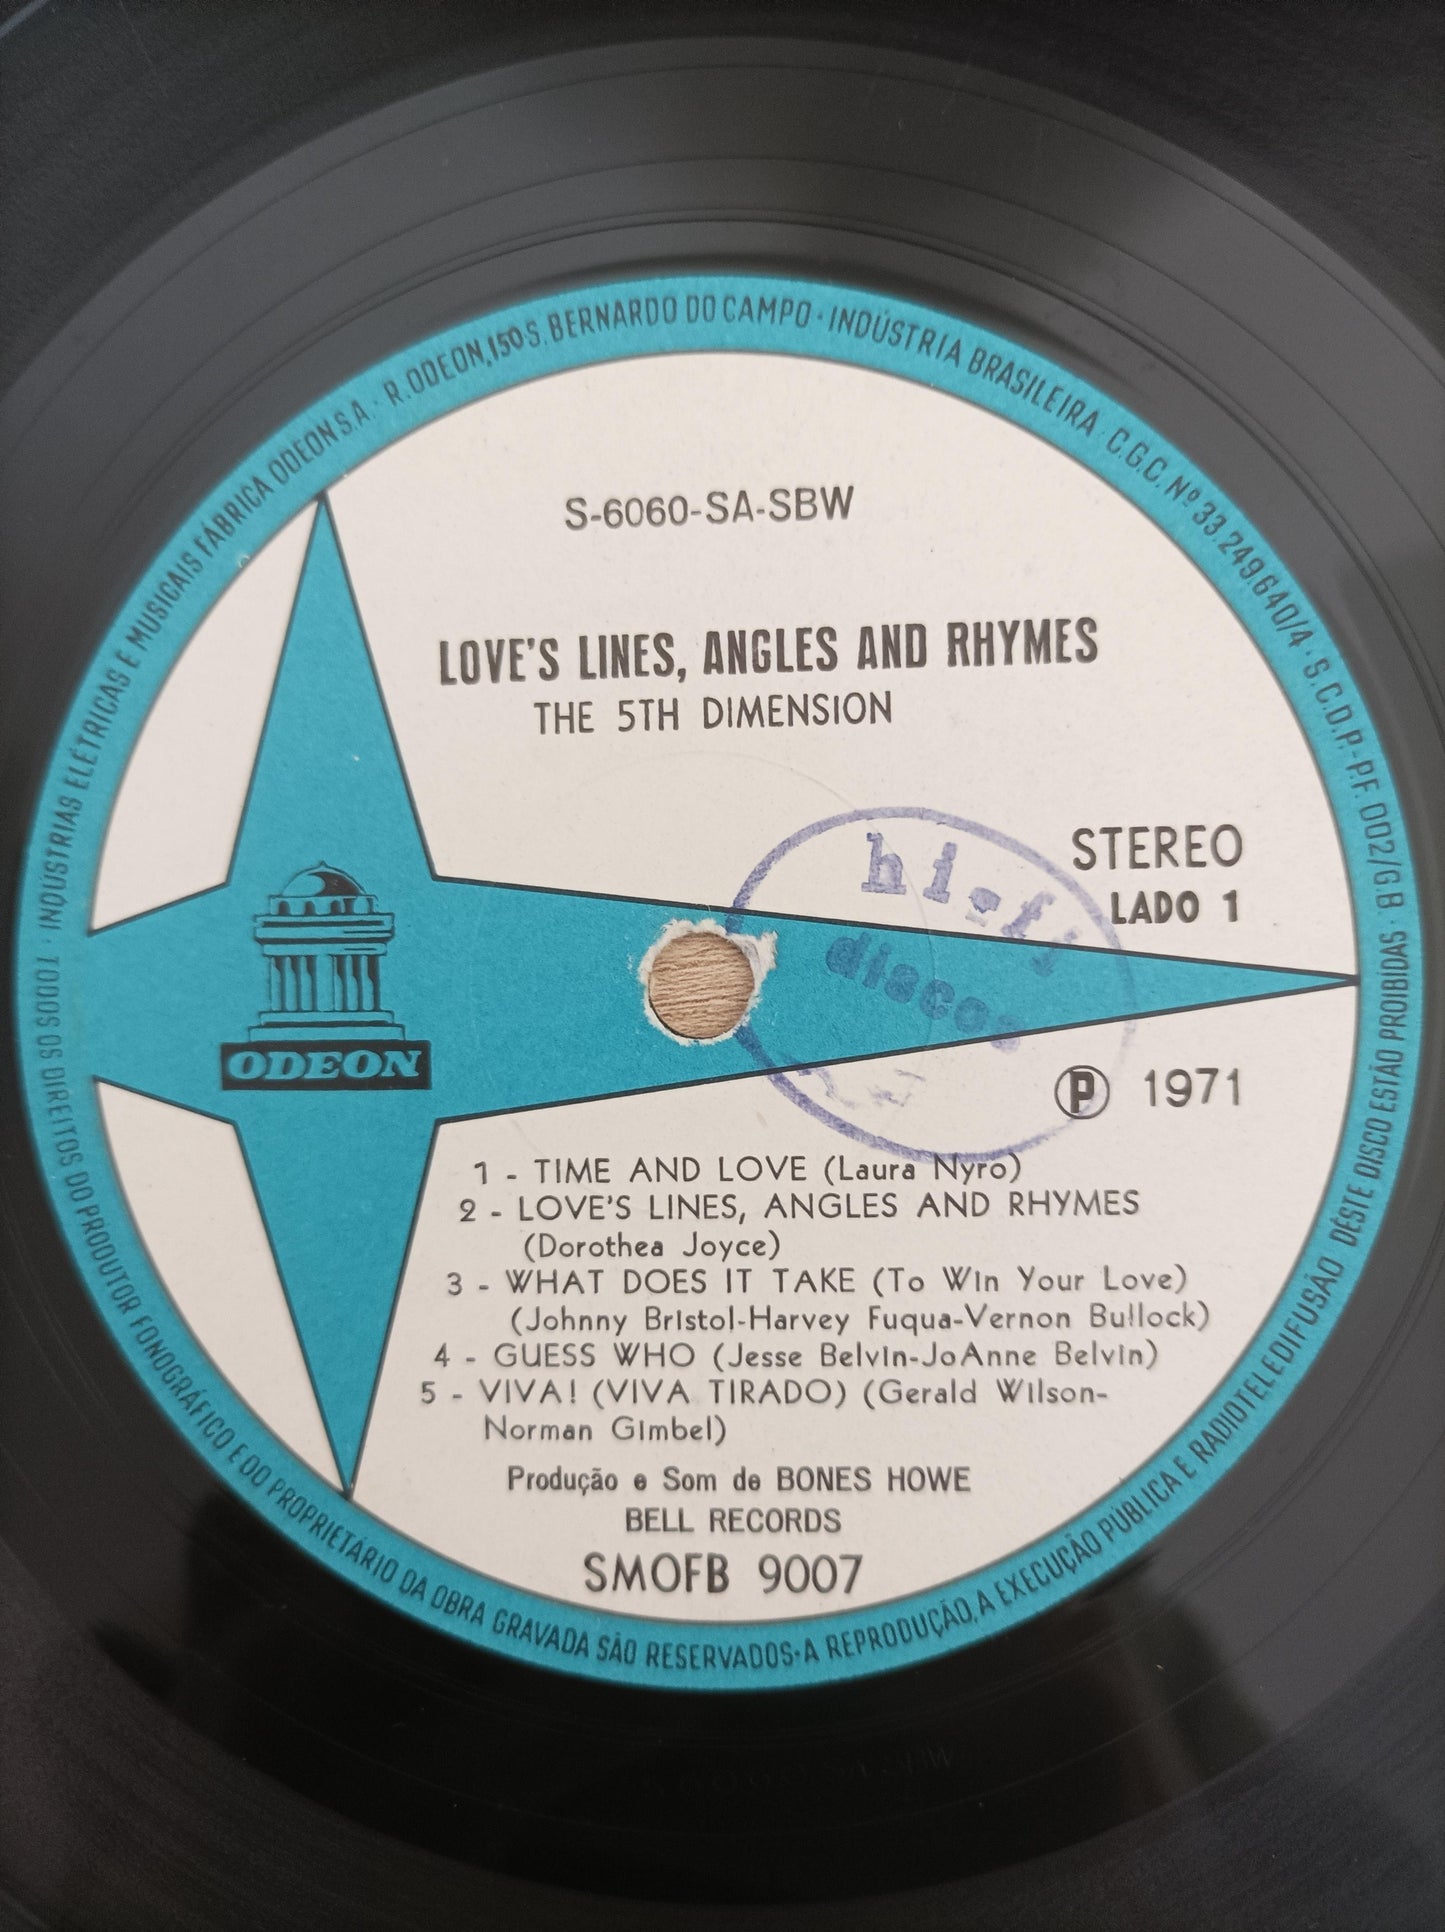 INDUSTRIAS ELÉTRICAS E MUSICAIS FÁBRICA ODEON S.A. · R. ODEON, 150 · S. BERNARDO DO CAMPO · INDÚSTRIA BRASILEIRA · C.G.C. Nº 33.249.640/4 · S.C.D.P.-P.F. 002/GB ·
S-6060-SA-SBW
LOVE'S LINES, ANGLES AND RHYMES
THE 5TH DIMENSION
hi-fi
discos
STEREO
LADO 1
ODEON
Ⓟ 1971
1 - TIME AND LOVE (Laura Nyro)
2 - LOVE'S LINES, ANGLES AND RHYMES
(Dorothea Joyce)
3 - WHAT DOES IT TAKE (To Win Your Love)
(Johnny Bristol-Harvey Fuqua-Vernon Bullock)
4 - GUESS WHO (Jesse Belvin-JoAnne Belvin)
5 - VIVA! (VIVA TIRADO) (Gerald Wilson-
Norman Gimbel)
Produção e Som de BONES HOWE
BELL RECORDS
SMOFB 9007
TODOS OS DIREITOS DO PRODUTOR FONOGRÁFICO E DO PROPRIETÁRIO DA OBRA GRAVADA SÃO RESERVADOS·A REPRODUÇÃO, A EXECUÇÃO PÚBLICA E RADIOTELEDIFUSÃO DESTE DISCO ESTÃO PROIBIDAS ·